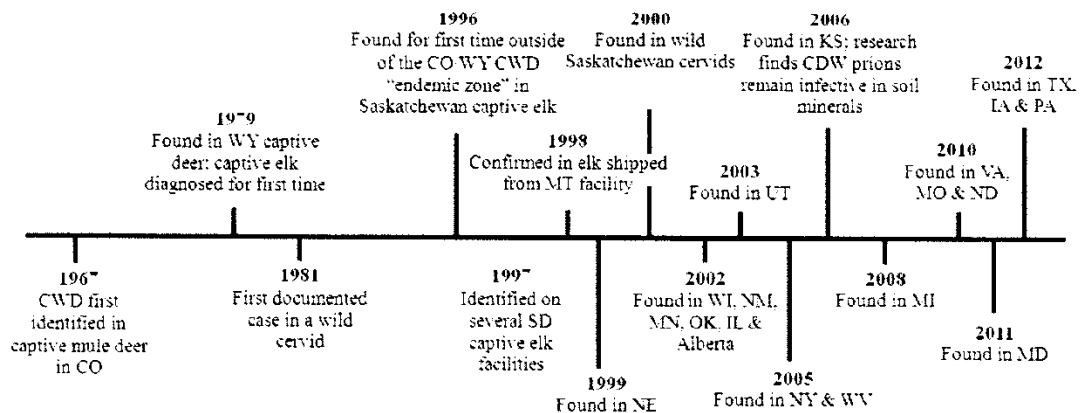 1996
Found for first time outside
of the CO-WY CWD
"endemic zone" in
Saskatchewan captive elk
2000
Found in wild
Saskatchewan cervids
2006
Found in KS; research
finds CDW prions
remain infective in soil
minerals
2012
Found in TX,
IA & PA
1979
Found in WY captive
deer; captive elk
diagnosed for first time
1998
Confirmed in elk shipped
from MT facility
2003
Found in UT
2010
Found in VA,
MO & ND
1967
CWD first
identified in
captive mule deer
in CO
1981
First documented
case in a wild
cervid
1997
Identified on
several SD
captive elk
facilities
1999
Found in NE
2002
Found in WI, NM,
MN, OK, IL &
Alberta
2005
Found in NY & WV
2008
Found in MI
2011
Found in MD